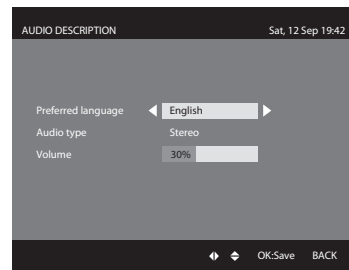 AUDIO DESCRIPTION Sat, 12 Sep 19:42
Preferred language English
Audio type Stereo
Volume 30%
OK:Save BACK